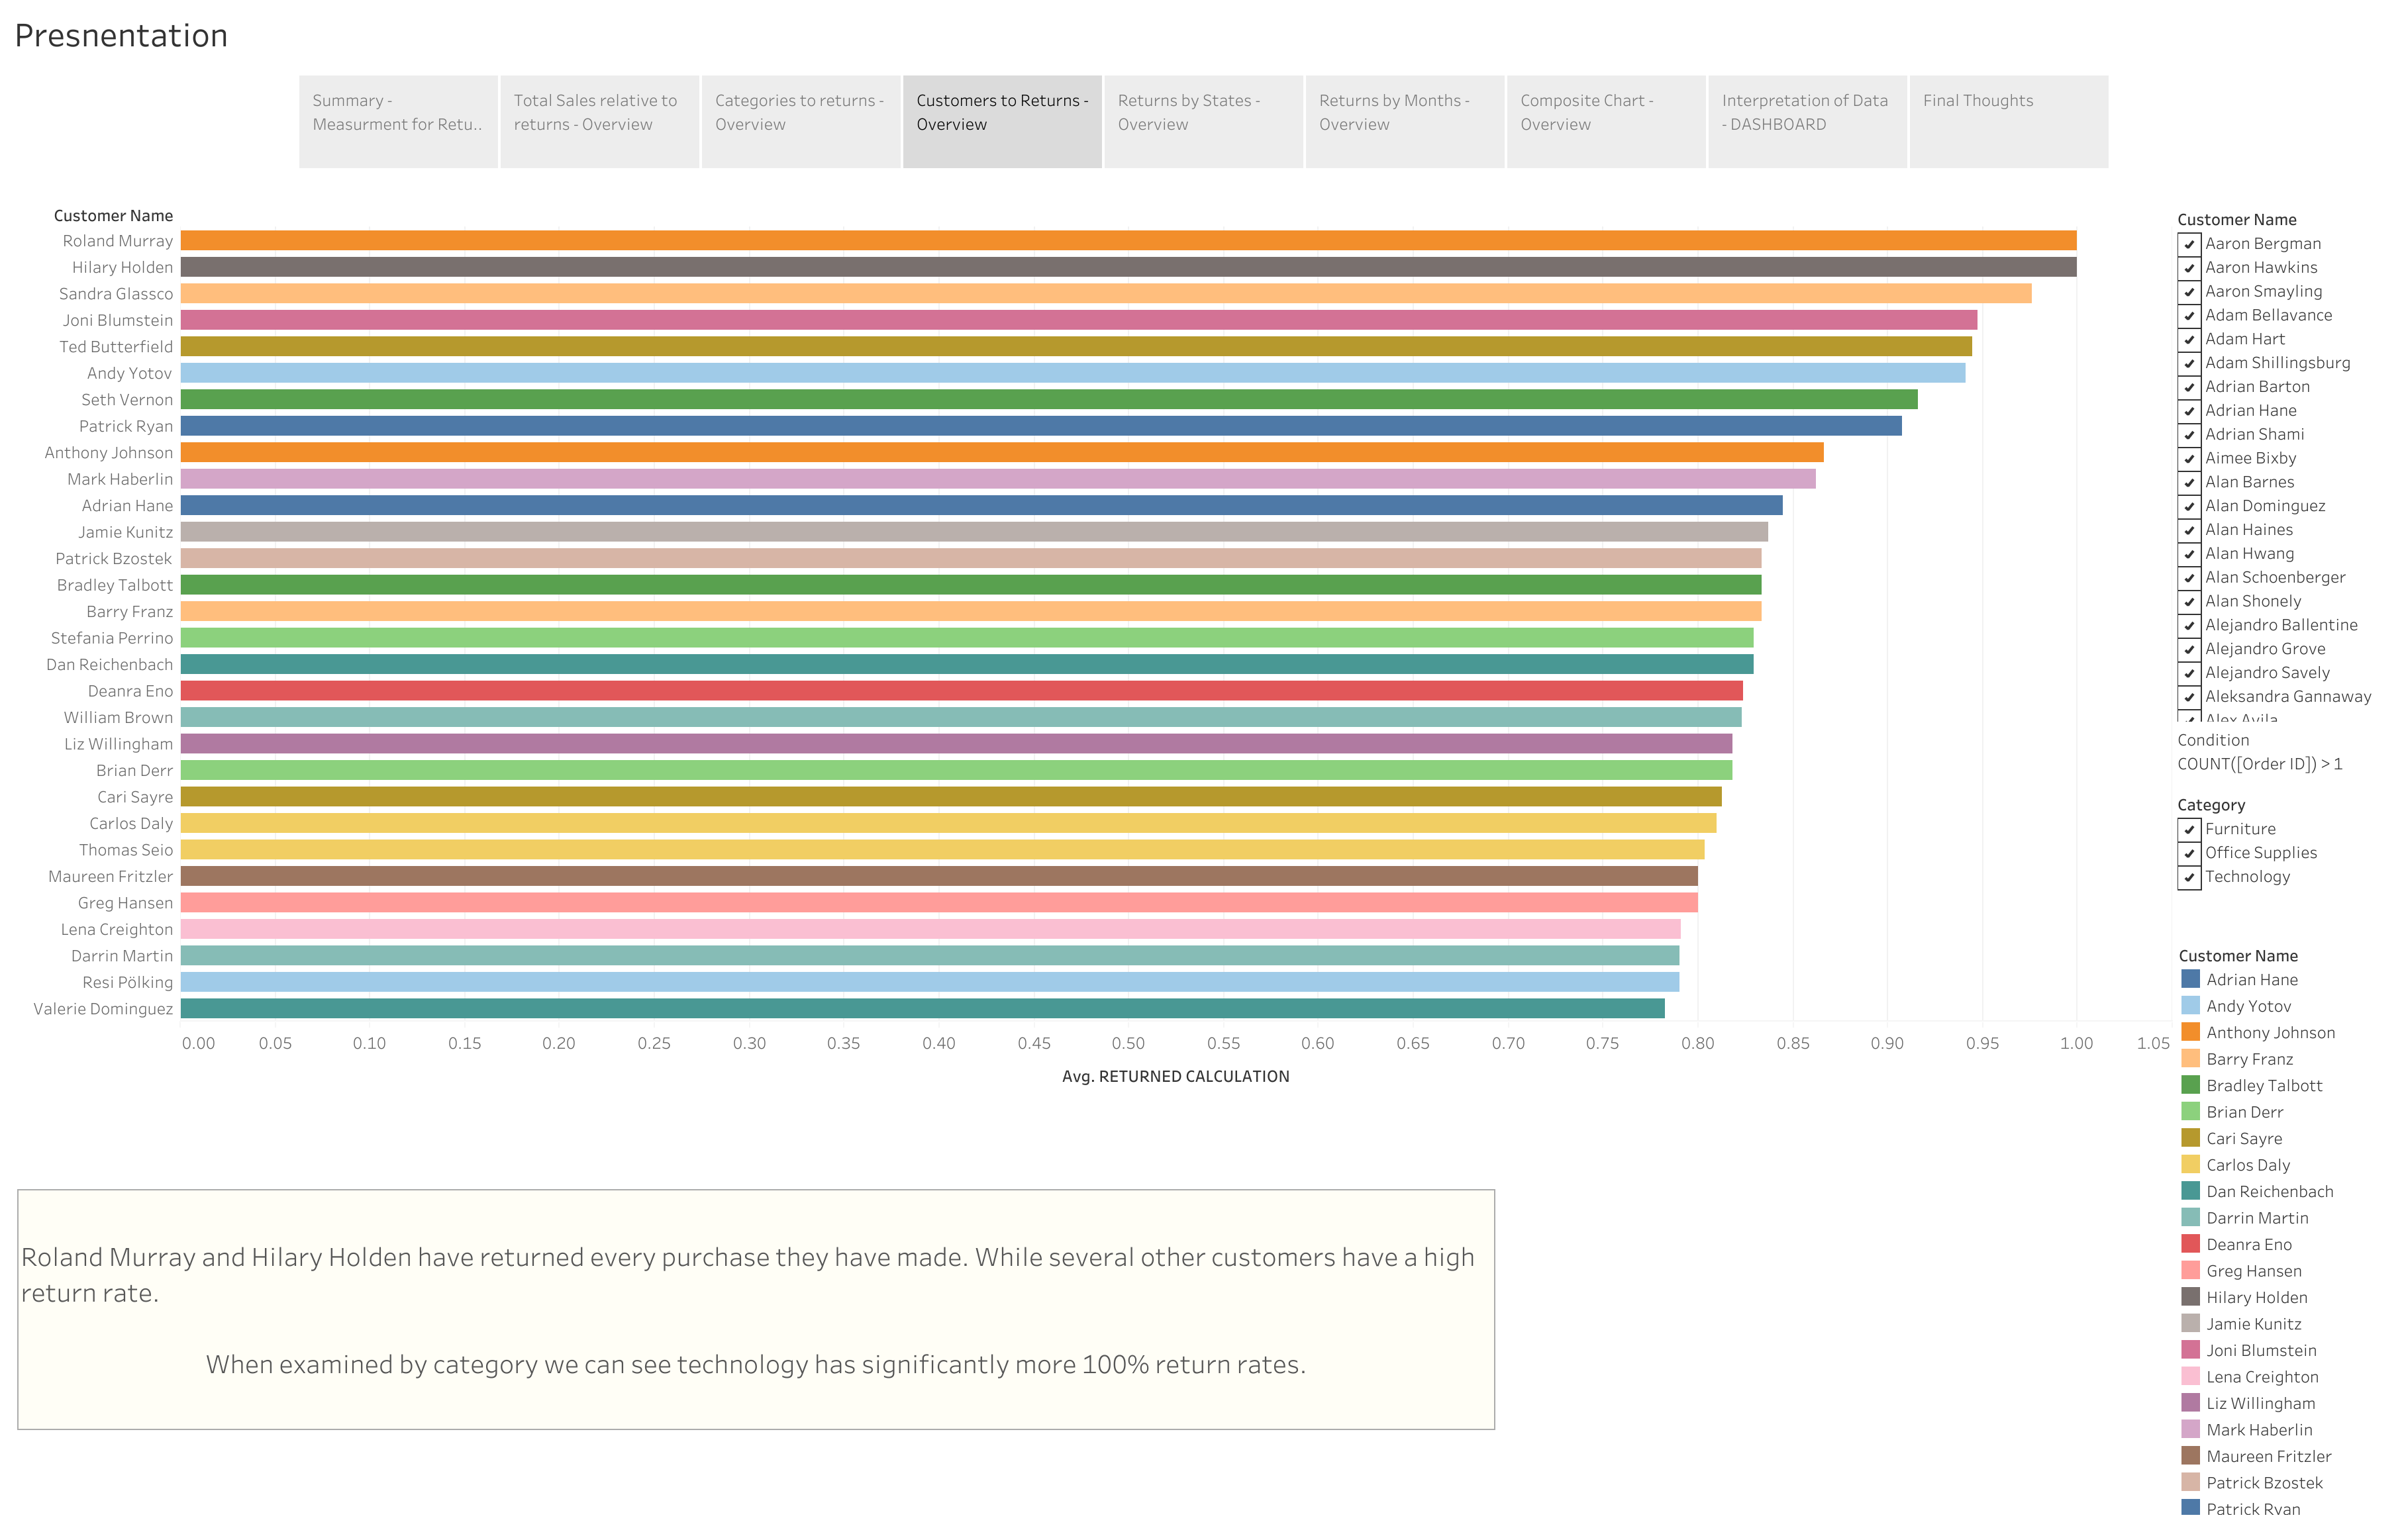 Presnentation
Summary -
Measurment for Retu..
Total Sales relative to
returns - Overview
Categories to returns -
Overview
Customers to Returns -
Overview
Returns by States -
Overview
Returns by Months -
Overview
Composite Chart -
Overview
Interpretation of Data
- DASHBOARD
Final Thoughts
Customer Name
Roland Murray
Hilary Holden
Sandra Glassco
Joni Blumstein
Ted Butterfield
Andy Yotov
Seth Vernon
Patrick Ryan
Anthony Johnson
Mark Haberlin
Adrian Hane
Jamie Kunitz
Patrick Bzostek
Bradley Talbott
Barry Franz
Stefania Perrino
Dan Reichenbach
Deanra Eno
William Brown
Liz Willingham
Brian Derr
Cari Sayre
Carlos Daly
Thomas Seio
Maureen Fritzler
Greg Hansen
Lena Creighton
Darrin Martin
Resi Pölking
Valerie Dominguez
0.00 0.05 0.10 0.15 0.20 0.25 0.30 0.35 0.40 0.45 0.50 0.55 0.60 0.65 0.70 0.75 0.80 0.85 0.90 0.95 1.00 1.05
Avg. RETURNED CALCULATION
Customer Name
Aaron Bergman
Aaron Hawkins
Aaron Smayling
Adam Bellavance
Adam Hart
Adam Shillingsburg
Adrian Barton
Adrian Hane
Adrian Shami
Aimee Bixby
Alan Barnes
Alan Dominguez
Alan Haines
Alan Hwang
Alan Schoenberger
Alan Shonely
Alejandro Ballentine
Alejandro Grove
Alejandro Savely
Aleksandra Gannaway
Alex Avila
Condition
COUNT([Order ID]) > 1
Category
Furniture
Office Supplies
Technology
Customer Name
Adrian Hane
Andy Yotov
Anthony Johnson
Barry Franz
Bradley Talbott
Brian Derr
Cari Sayre
Carlos Daly
Dan Reichenbach
Darrin Martin
Deanra Eno
Greg Hansen
Hilary Holden
Jamie Kunitz
Joni Blumstein
Lena Creighton
Liz Willingham
Mark Haberlin
Maureen Fritzler
Patrick Bzostek
Patrick Ryan
Roland Murray and Hilary Holden have returned every purchase they have made. While several other customers have a high
return rate.
When examined by category we can see technology has significantly more 100% return rates.